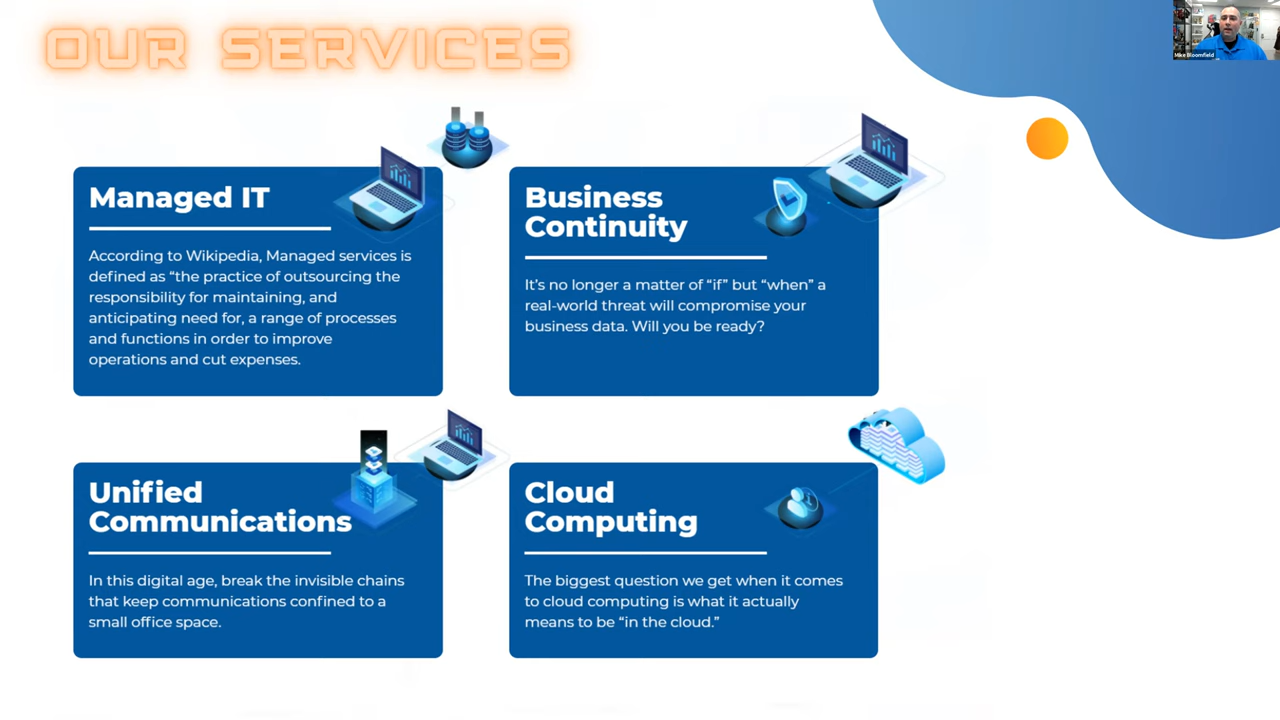 OUR SERVICES
Mike Bloomfield
Managed IT
According to Wikipedia, Managed services is
defined as “the practice of outsourcing the
responsibility for maintaining, and
anticipating need for, a range of processes
and functions in order to improve
operations and cut expenses.
Business
Continuity
It’s no longer a matter of “if” but “when” a
real-world threat will compromise your
business data. Will you be ready?
Unified
Communications
In this digital age, break the invisible chains
that keep communications confined to a
small office space.
Cloud
Computing
The biggest question we get when it comes
to cloud computing is what it actually
means to be “in the cloud.”